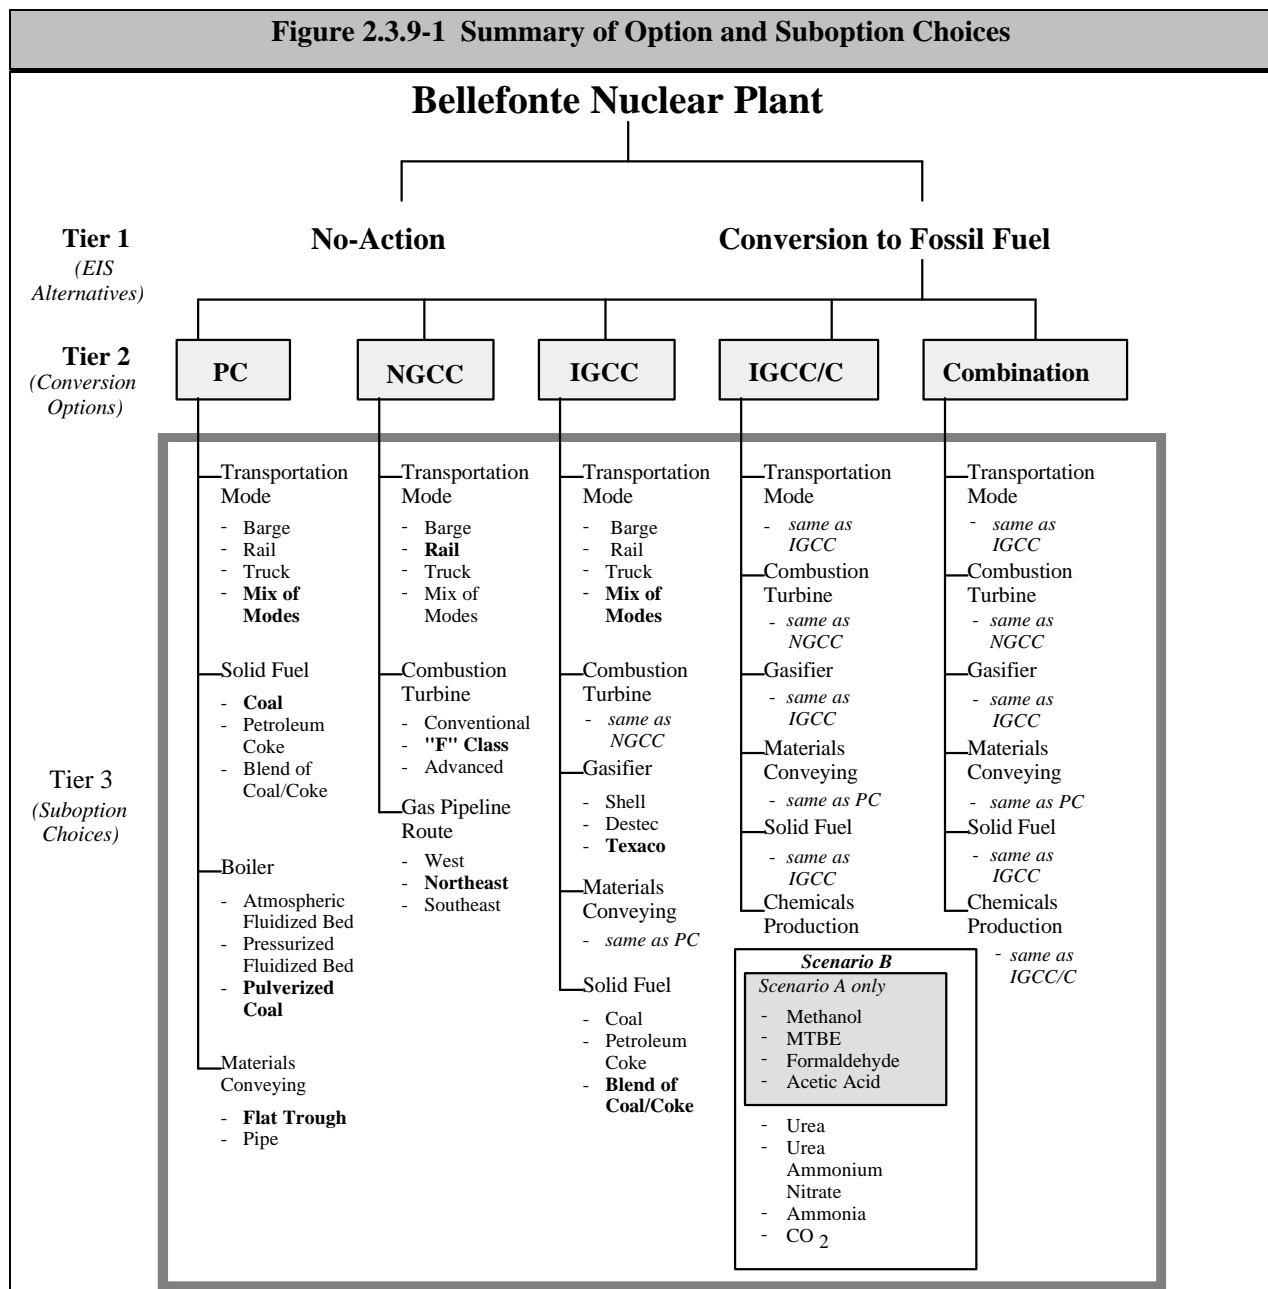 Figure 2.3.9-1  Summary of Option and Suboption Choices
Bellefonte Nuclear Plant
Tier 1
(EIS
Alternatives)
No-Action
Conversion to Fossil Fuel
Tier 2
(Conversion
Options)
PC
NGCC
IGCC
IGCC/C
Combination
Tier 3
(Suboption
Choices)
Transportation
Mode
- Barge
- Rail
- Truck
- Mix of
Modes
Solid Fuel
- Coal
- Petroleum
Coke
- Blend of
Coal/Coke
Boiler
- Atmospheric
Fluidized Bed
- Pressurized
Fluidized Bed
- Pulverized
Coal
Materials
Conveying
- Flat Trough
- Pipe
Transportation
Mode
- Barge
- Rail
- Truck
- Mix of
Modes
Combustion
Turbine
- Conventional
- "F" Class
- Advanced
Gas Pipeline
Route
- West
- Northeast
- Southeast
Transportation
Mode
- Barge
- Rail
- Truck
- Mix of
Modes
Combustion
Turbine
- same as
NGCC
Gasifier
- Shell
- Destec
- Texaco
Materials
Conveying
- same as PC
Solid Fuel
- Coal
- Petroleum
Coke
- Blend of
Coal/Coke
Transportation
Mode
- same as
IGCC
Combustion
Turbine
- same as
NGCC
Gasifier
- same as
IGCC
Materials
Conveying
- same as PC
Solid Fuel
- same as
IGCC
Chemicals
Production
Scenario B
Scenario A only
- Methanol
- MTBE
- Formaldehyde
- Acetic Acid
- Urea
- Urea
Ammonium
Nitrate
- Ammonia
- CO 2
Transportation
Mode
- same as
IGCC
Combustion
Turbine
- same as
NGCC
Gasifier
- same as
IGCC
Materials
Conveying
- same as PC
Solid Fuel
- same as
IGCC
Chemicals
Production
- same as
IGCC/C